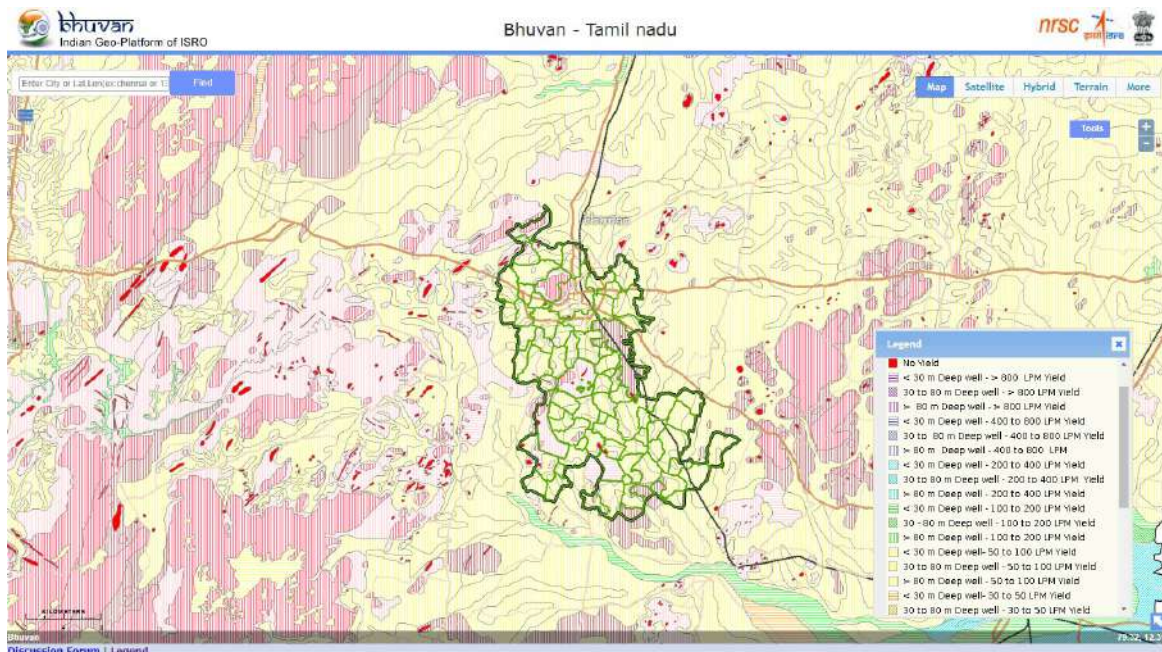 bhuvan
Indian Geo-Platform of ISRO
Bhuvan - Tamil nadu
nrsc
Find
Map Satellite Hybrid Terrain More
Tools
+
-
Legend
No Yield
< 30 m Deep well - > 800 LPM Yield
30 to 80 m Deep well - > 800 LPM Yield
> 80 m Deep well - > 800 LPM Yield
< 30 m Deep well - 400 to 800 LPM Yield
30 to 80 m Deep well - 400 to 800 LPM Yield
> 80 m Deep well - 400 to 800 LPM
< 30 m Deep well - 200 to 400 LPM Yield
30 to 80 m Deep well - 200 to 400 LPM Yield
> 80 m Deep well - 200 to 400 LPM Yield
< 30 m Deep well - 100 to 200 LPM Yield
30 - 80 m Deep well - 100 to 200 LPM Yield
> 80 m Deep well - 100 to 200 LPM Yield
< 30 m Deep well- 50 to 100 LPM Yield
30 to 80 m Deep well - 50 to 100 LPM Yield
> 80 m Deep well - 50 to 100 LPM Yield
< 30 m Deep well- 30 to 50 LPM Yield
30 to 80 m Deep well - 30 to 50 LPM Yield
KILOMETERS
Bhuvan
Discussion Forum | Legend